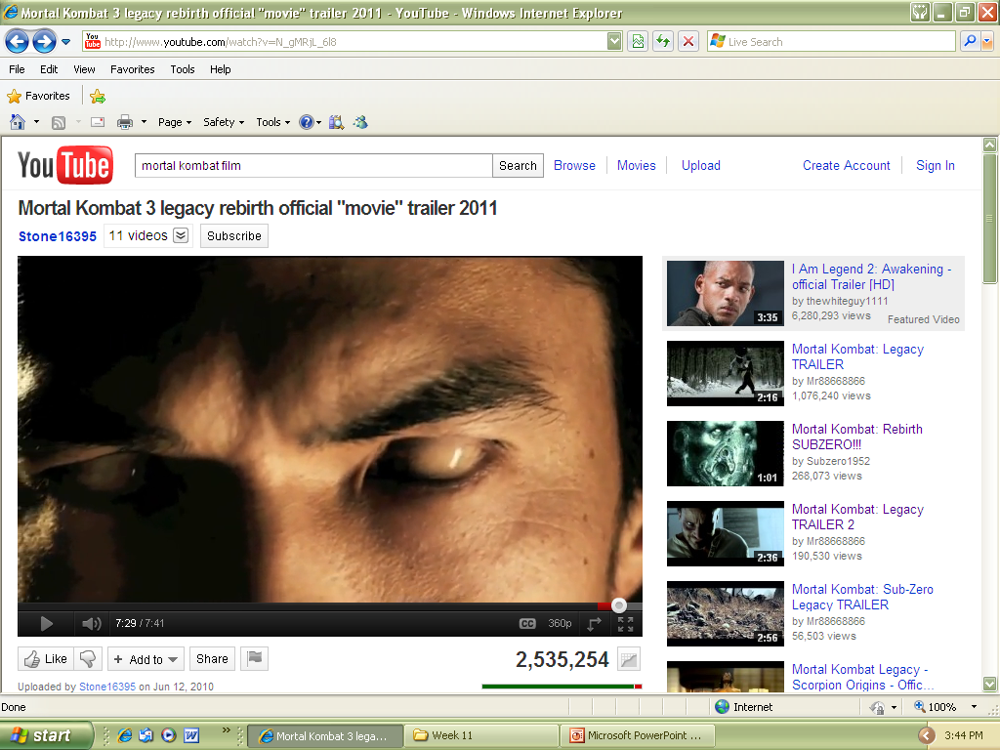 Mortal Kombat 3 legacy rebirth official "movie" trailer 2011 - YouTube - Windows Internet Explorer
You Tube http://www.youtube.com/watch?v=N_gMRjL_6l8
Live Search
File Edit View Favorites Tools Help
Favorites
Page Safety Tools
YouTube mortal kombat film Search Browse Movies Upload Create Account Sign In
Mortal Kombat 3 legacy rebirth official "movie" trailer 2011
Stone16395 11 videos Subscribe
I Am Legend 2: Awakening -
official Trailer [HD]
by thewhiteguy1111
6,280,293 views Featured Video
3:35
Mortal Kombat: Legacy
TRAILER
by Mr88668866
1,076,240 views
2:16
Mortal Kombat: Rebirth
SUBZERO!!!
by Subzero1952
268,073 views
1:01
Mortal Kombat: Legacy
TRAILER 2
by Mr88668866
190,530 views
2:36
Mortal Kombat: Sub-Zero
Legacy TRAILER
by Mr88668866
56,503 views
2:56
Mortal Kombat Legacy -
Scorpion Origins - Offic...
7:29 / 7:41 CC 360p
Like + Add to Share 2,535,254
Uploaded by Stone16395 on Jun 12, 2010
Done Internet 100%
start Mortal Kombat 3 lega... Week 11 Microsoft PowerPoint ... 3:44 PM